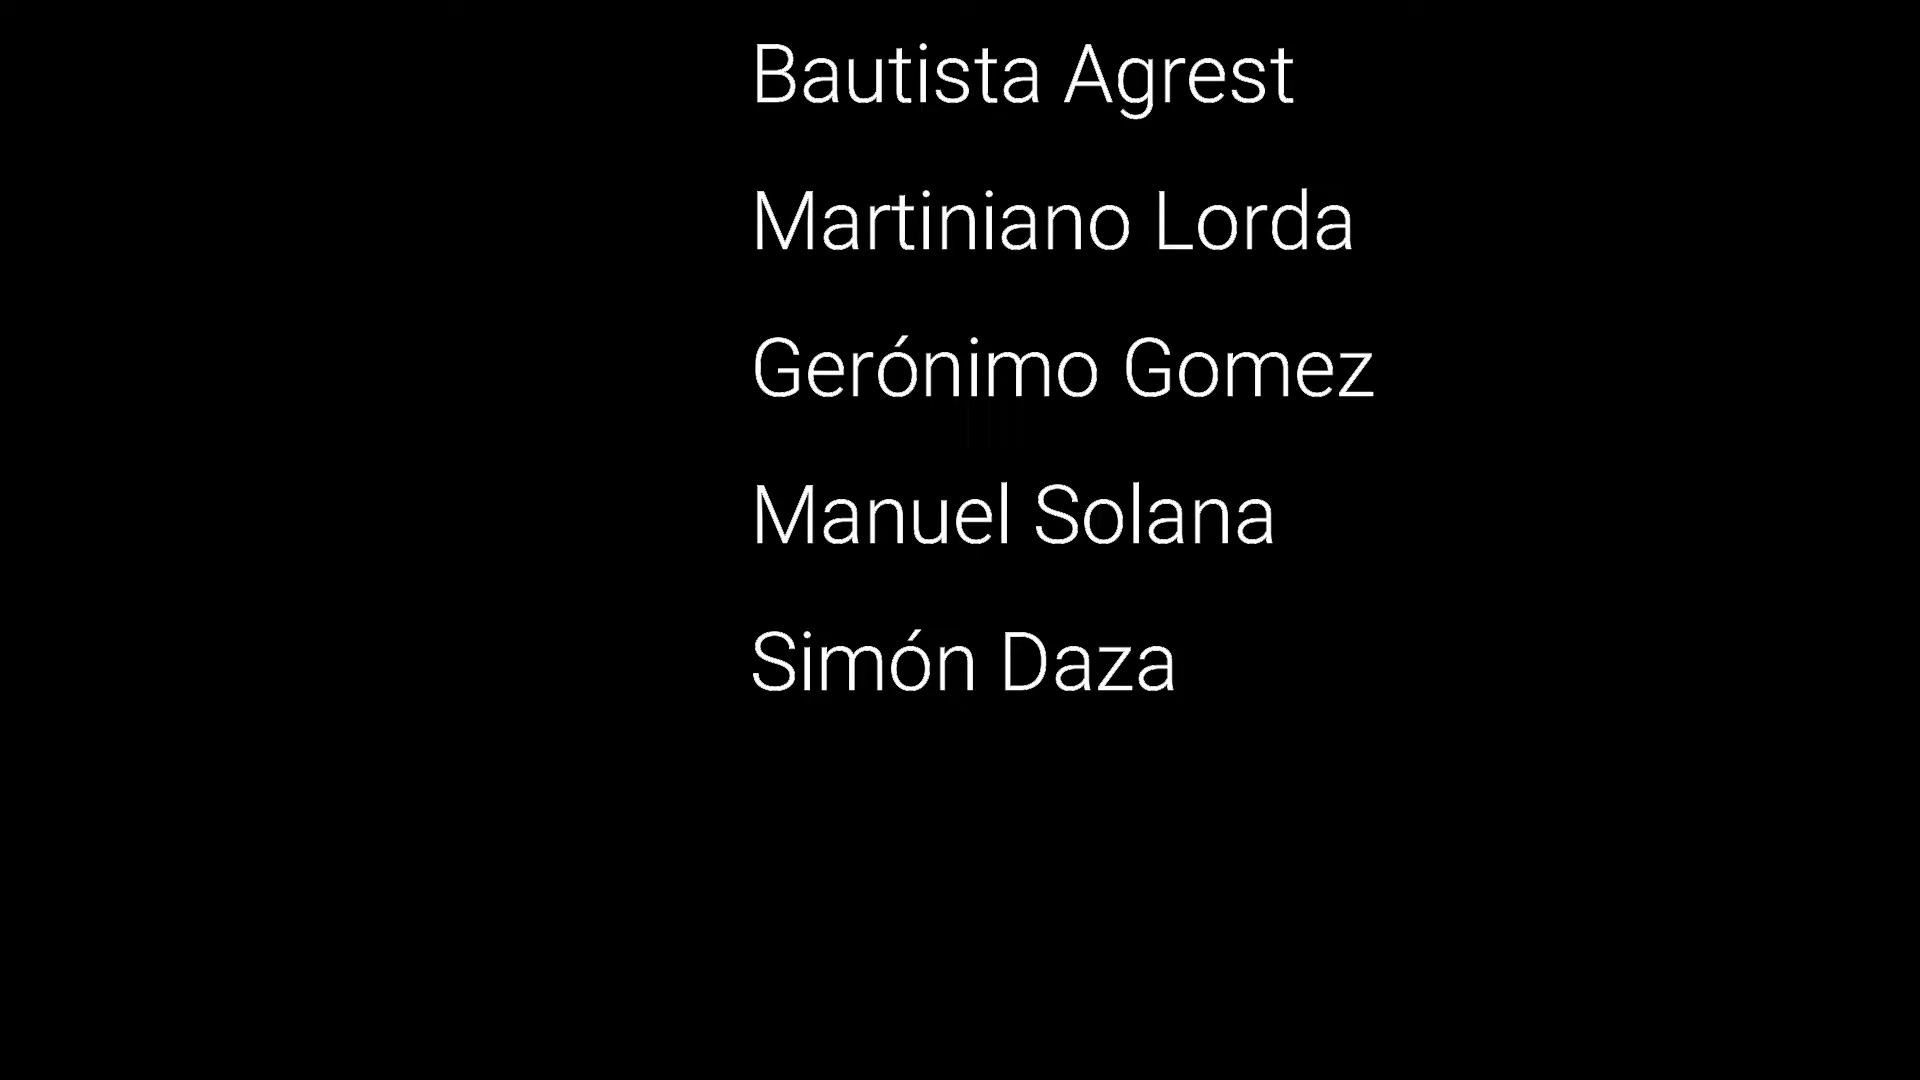 Bautista Agrest
Martiniano Lorda
Gerónimo Gomez
Manuel Solana
Simón Daza